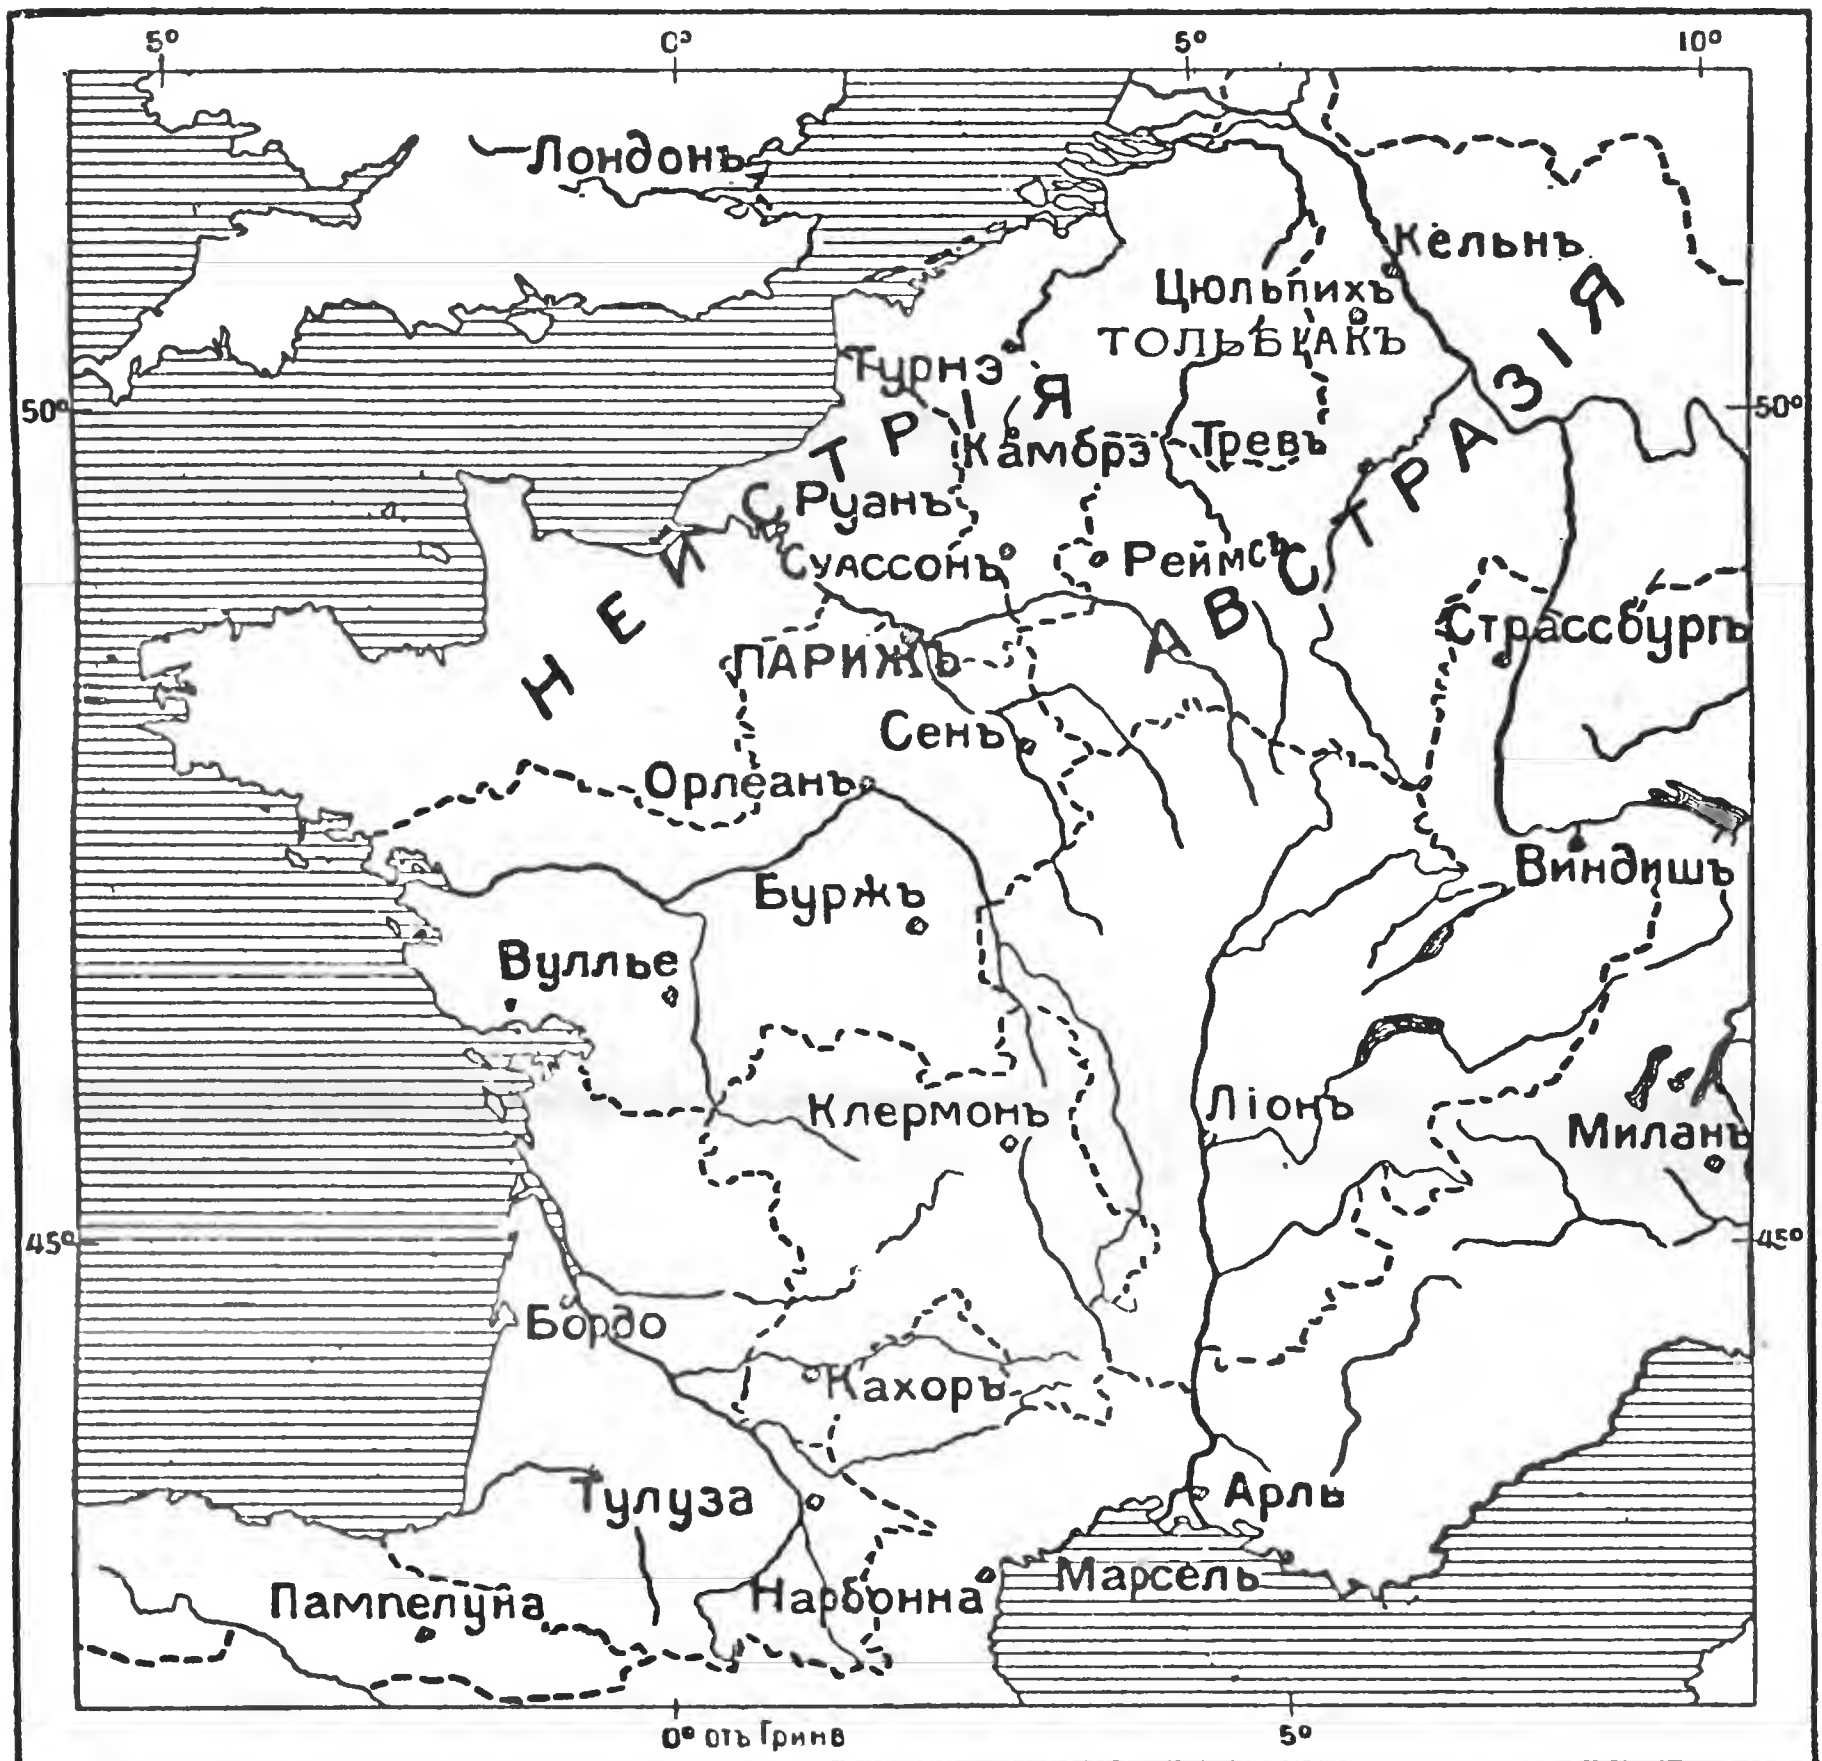 5° 0° 5° 10°
Лондонъ
Кельнъ
Цюльпихъ
ТОЛЬБІАКЪ
Турнэ
50° 50°
Камбрэ
Тревъ
НЕЙСТРІЯ
АВСТРАЗІЯ
Руанъ
Суассонъ
Реймсъ
Страссбургъ
ПАРИЖЪ
Сенъ
Орлеанъ
Виндишъ
Буржъ
Вуллье
Клермонъ
Ліонъ
Миланъ
45° 45°
Бордо
Кахоръ
Тулуза
Арль
Пампелуна
Нарбонна
Марсель
0° отъ Гринв
5°